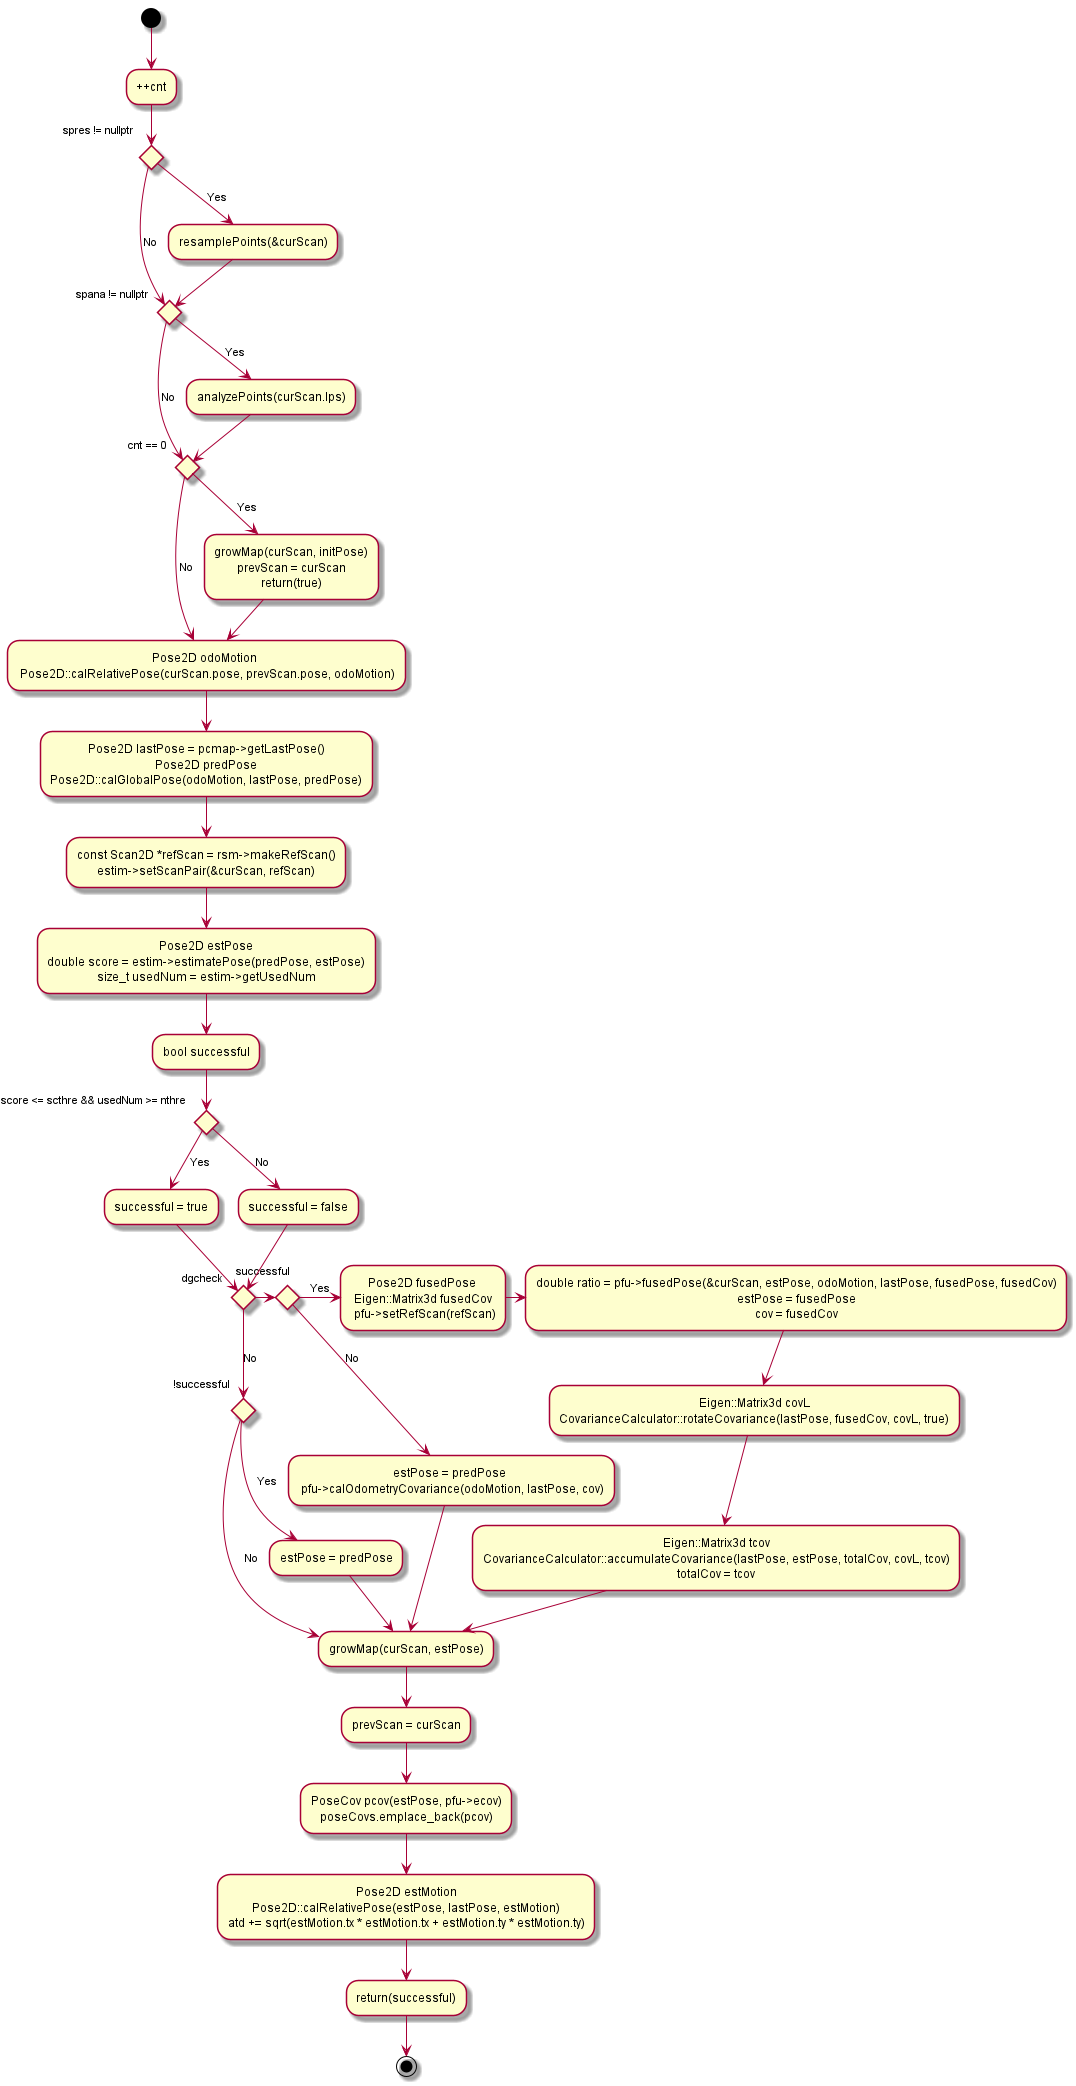 ++cnt
spres != nullptr
Yes
No
resamplePoints(&curScan)
spana != nullptr
Yes
No
analyzePoints(curScan.lps)
cnt == 0
Yes
No
growMap(curScan, initPose)
prevScan = curScan
return(true)
Pose2D odoMotion
Pose2D::calRelativePose(curScan.pose, prevScan.pose, odoMotion)
Pose2D lastPose = pcmap->getLastPose()
Pose2D predPose
Pose2D::calGlobalPose(odoMotion, lastPose, predPose)
const Scan2D *refScan = rsm->makeRefScan()
estim->setScanPair(&curScan, refScan)
Pose2D estPose
double score = estim->estimatePose(predPose, estPose)
size_t usedNum = estim->getUsedNum
bool successful
score <= scthre && usedNum >= nthre
Yes
No
successful = true
successful = false
dgcheck
successful
Yes
Pose2D fusedPose
Eigen::Matrix3d fusedCov
pfu->setRefScan(refScan)
double ratio = pfu->fusedPose(&curScan, estPose, odoMotion, lastPose, fusedPose, fusedCov)
estPose = fusedPose
cov = fusedCov
No
No
!successful
Eigen::Matrix3d covL
CovarianceCalculator::rotateCovariance(lastPose, fusedCov, covL, true)
Yes
estPose = predPose
pfu->calOdometryCovariance(odoMotion, lastPose, cov)
No
estPose = predPose
Eigen::Matrix3d tcov
CovarianceCalculator::accumulateCovariance(lastPose, estPose, totalCov, covL, tcov)
totalCov = tcov
growMap(curScan, estPose)
prevScan = curScan
PoseCov pcov(estPose, pfu->ecov)
poseCovs.emplace_back(pcov)
Pose2D estMotion
Pose2D::calRelativePose(estPose, lastPose, estMotion)
atd += sqrt(estMotion.tx * estMotion.tx + estMotion.ty * estMotion.ty)
return(successful)